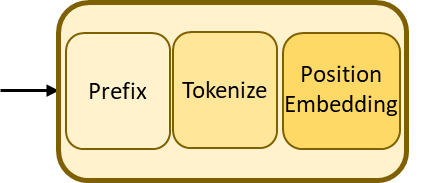 Prefix
Tokenize
Position
Embedding